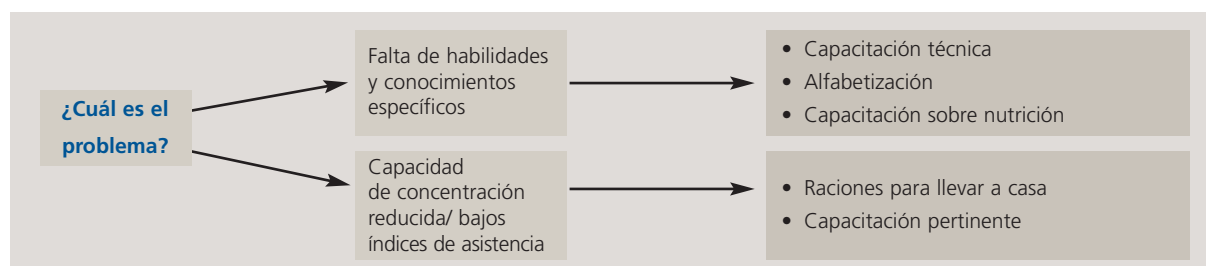 ¿Cuál es el
problema?
Falta de habilidades
y conocimientos
específicos
• Capacitación técnica
• Alfabetización
• Capacitación sobre nutrición
Capacidad
de concentración
reducida/ bajos
índices de asistencia
• Raciones para llevar a casa
• Capacitación pertinente